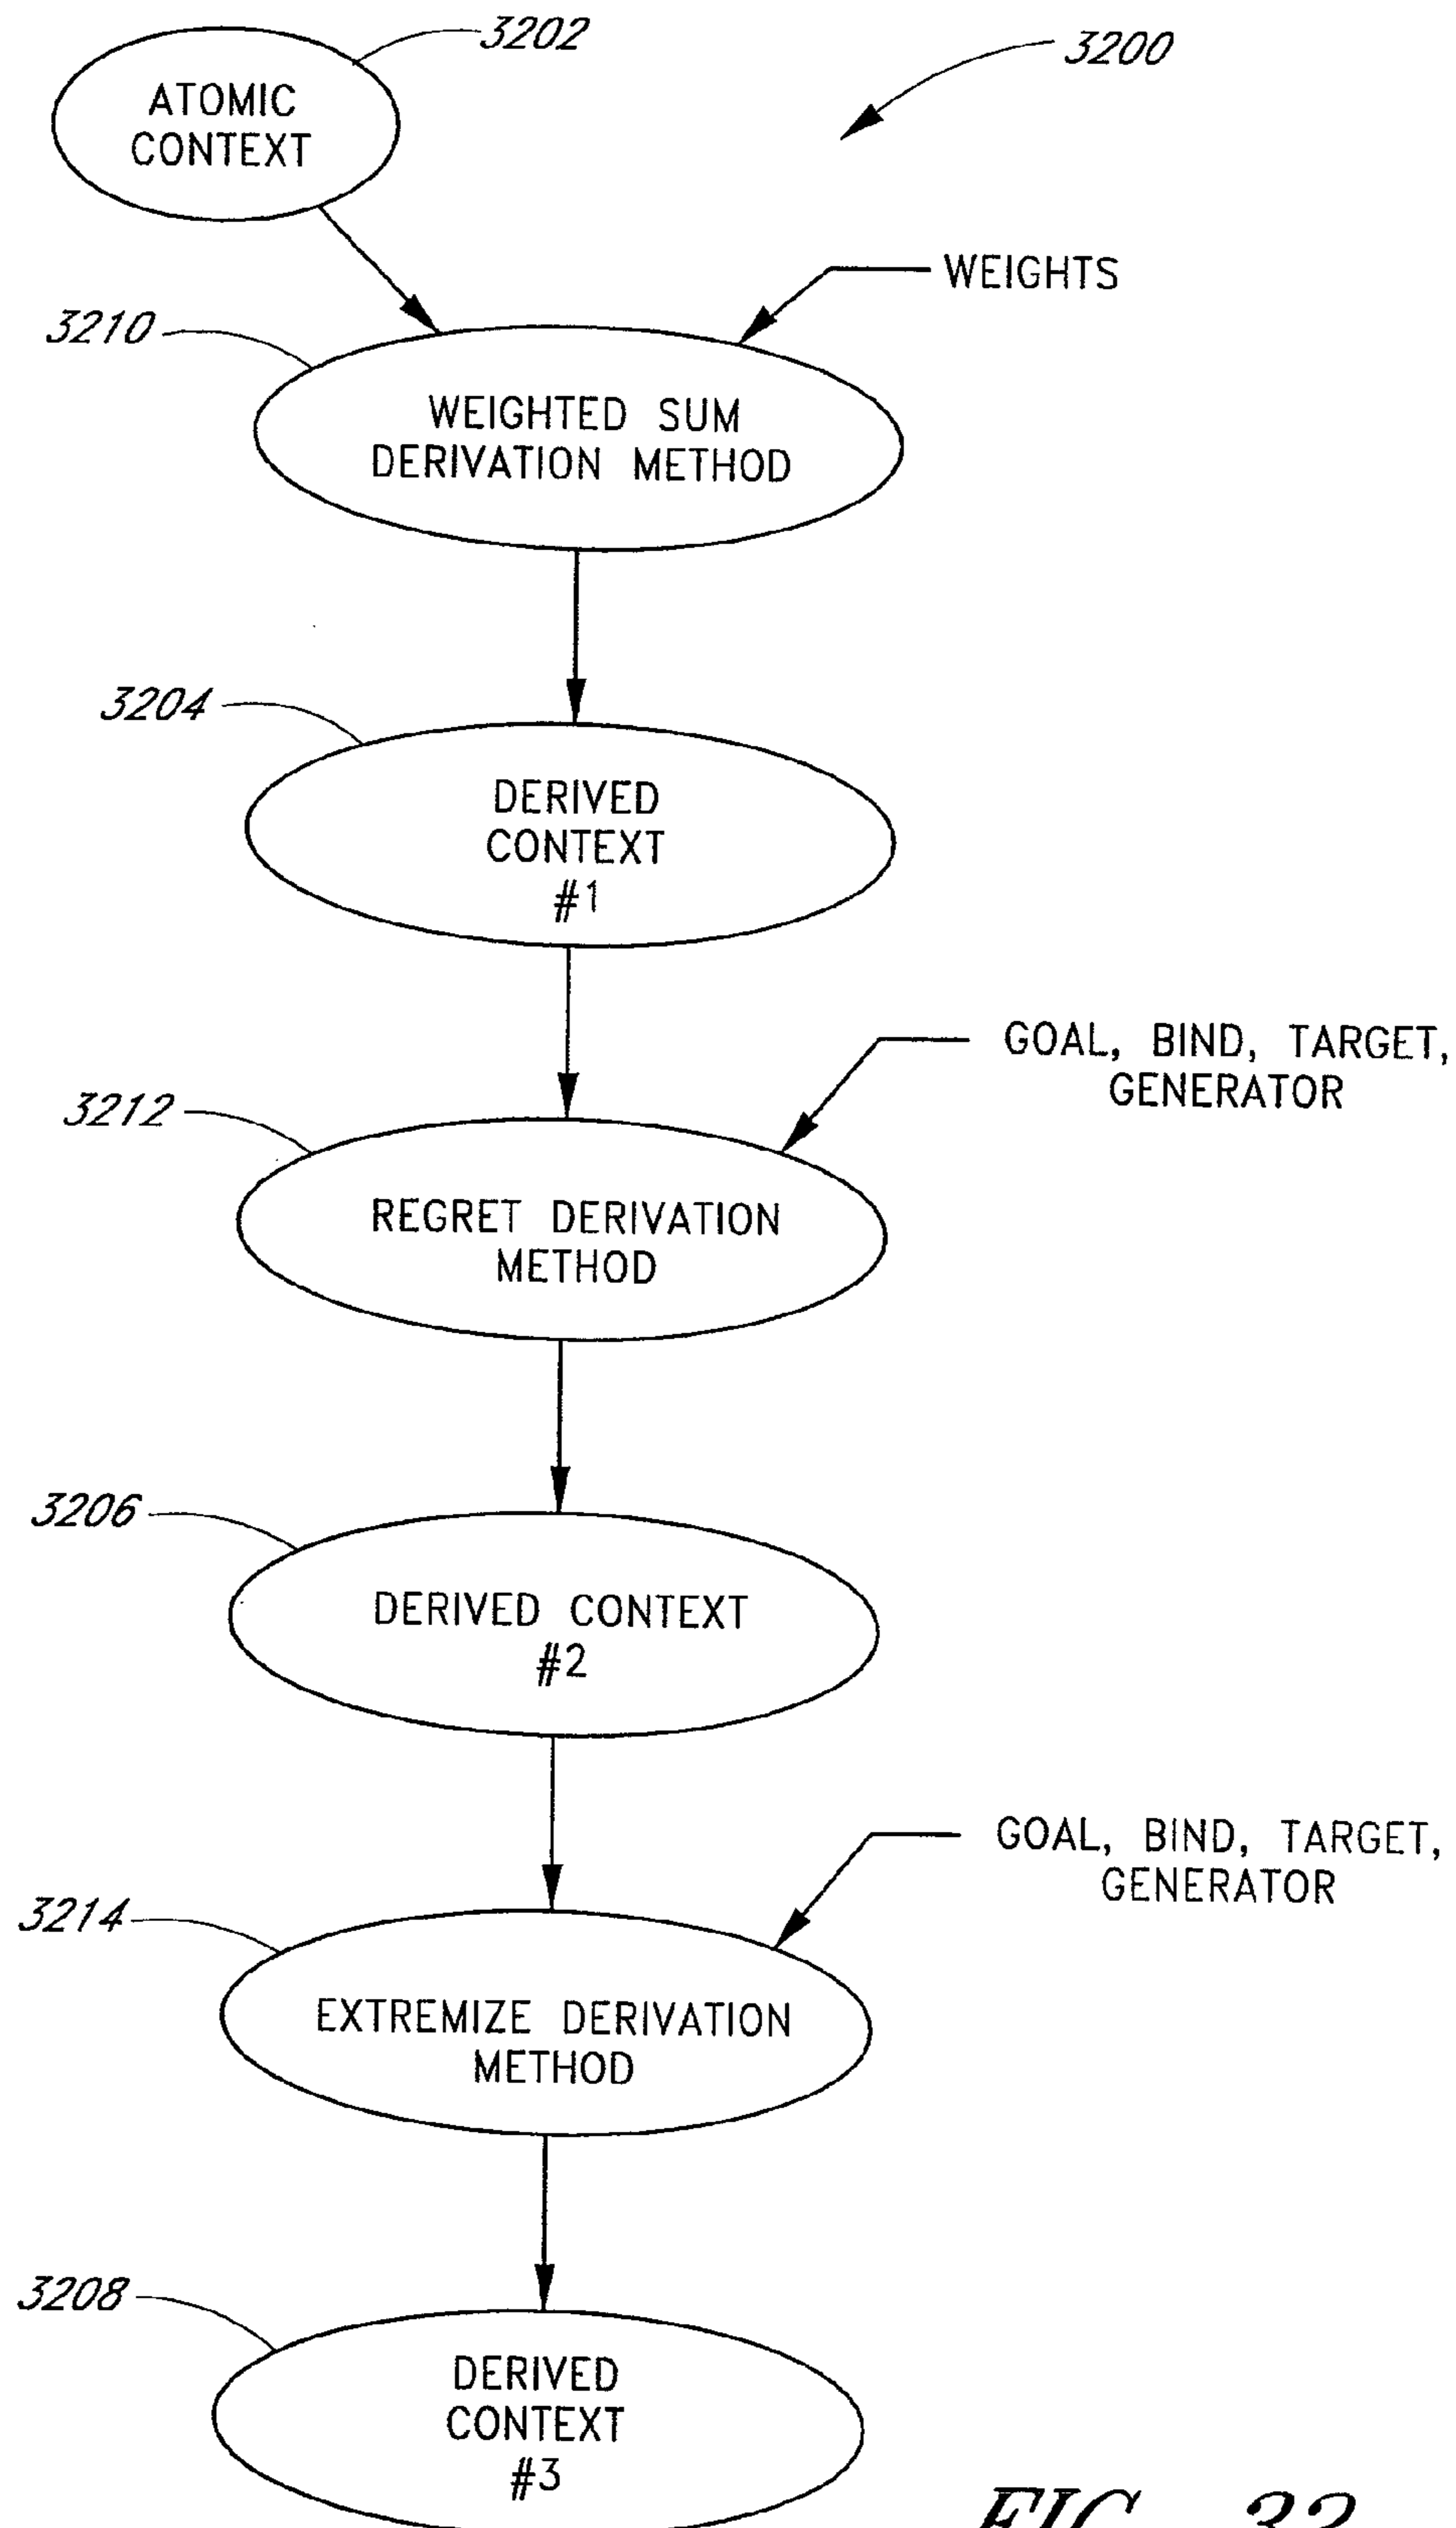 3202
3200
ATOMIC
CONTEXT
WEIGHTS
3210
WEIGHTED SUM
DERIVATION METHOD
3204
DERIVED
CONTEXT
#1
GOAL, BIND, TARGET,
GENERATOR
3212
REGRET DERIVATION
METHOD
3206
DERIVED CONTEXT
#2
GOAL, BIND, TARGET,
GENERATOR
3214
EXTREMIZE DERIVATION
METHOD
3208
DERIVED
CONTEXT
#3
FIG. 32